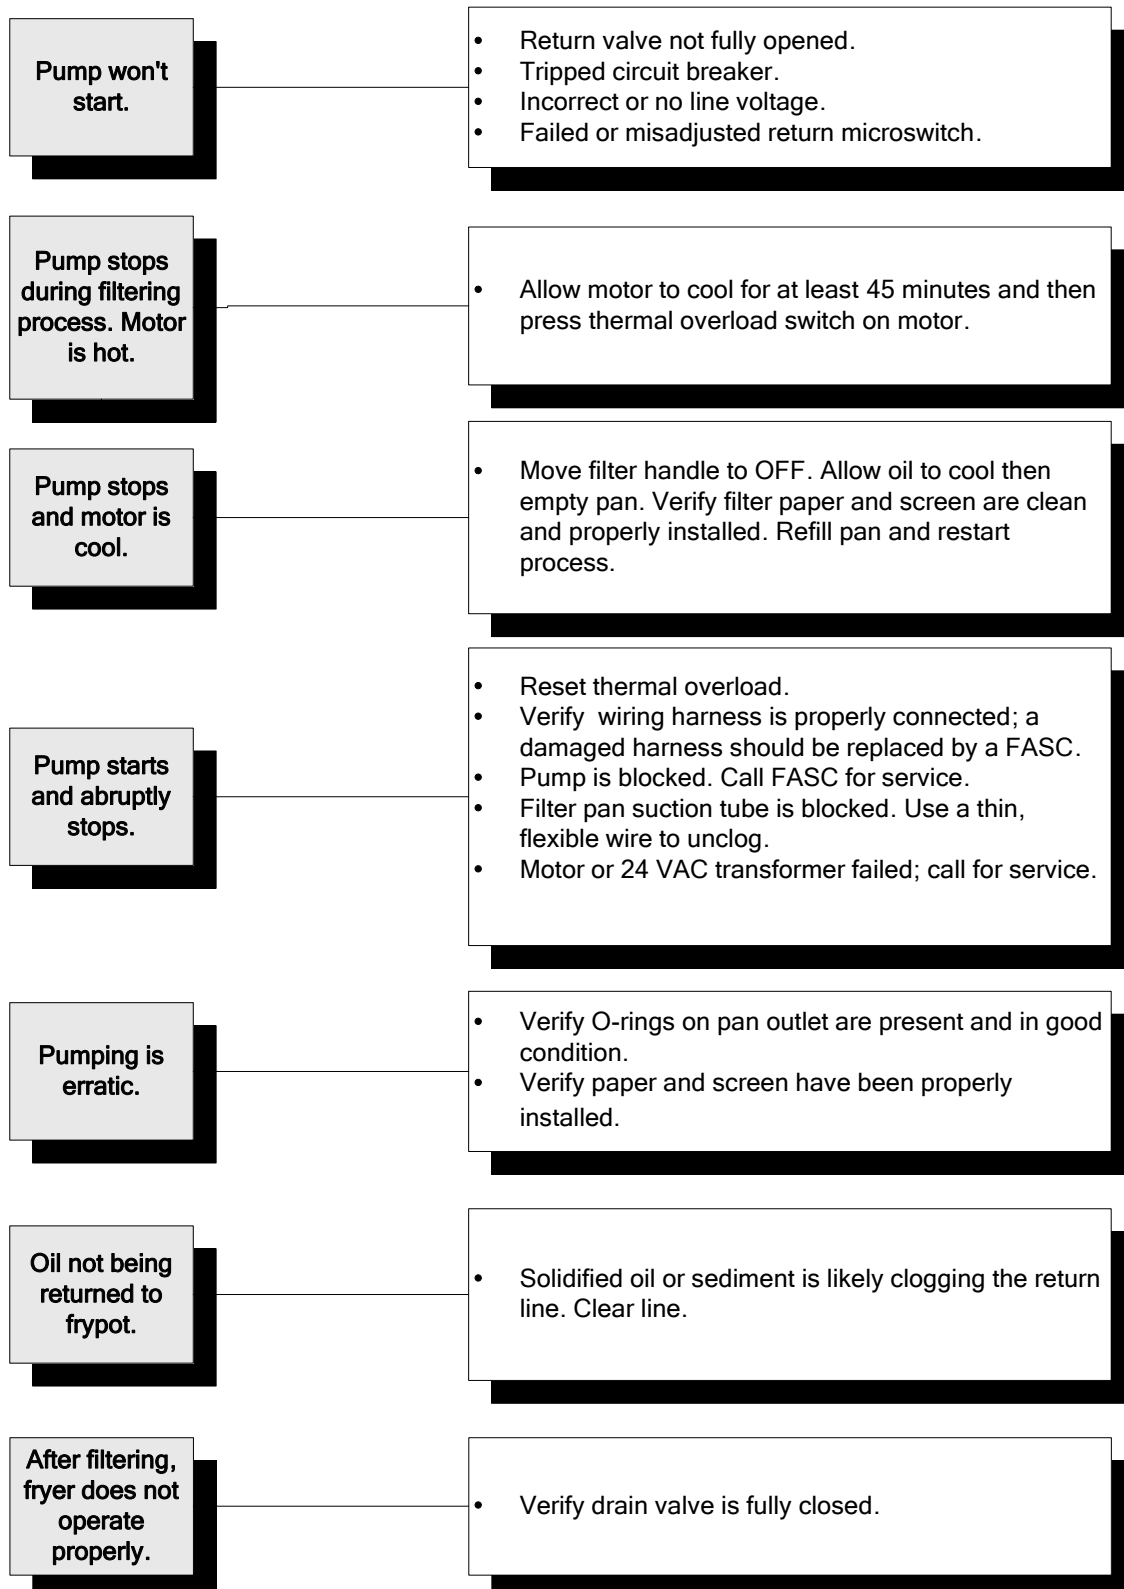 Pump won't
start.
• Return valve not fully opened.
• Tripped circuit breaker.
• Incorrect or no line voltage.
• Failed or misadjusted return microswitch.
Pump stops
during filtering
process. Motor
is hot.
• Allow motor to cool for at least 45 minutes and then
press thermal overload switch on motor.
Pump stops
and motor is
cool.
• Move filter handle to OFF. Allow oil to cool then
empty pan. Verify filter paper and screen are clean
and properly installed. Refill pan and restart
process.
Pump starts
and abruptly
stops.
• Reset thermal overload.
• Verify wiring harness is properly connected; a
damaged harness should be replaced by a FASC.
• Pump is blocked. Call FASC for service.
• Filter pan suction tube is blocked. Use a thin,
flexible wire to unclog.
• Motor or 24 VAC transformer failed; call for service.
Pumping is
erratic.
• Verify O-rings on pan outlet are present and in good
condition.
• Verify paper and screen have been properly
installed.
Oil not being
returned to
frypot.
• Solidified oil or sediment is likely clogging the return
line. Clear line.
After filtering,
fryer does not
operate
properly.
• Verify drain valve is fully closed.